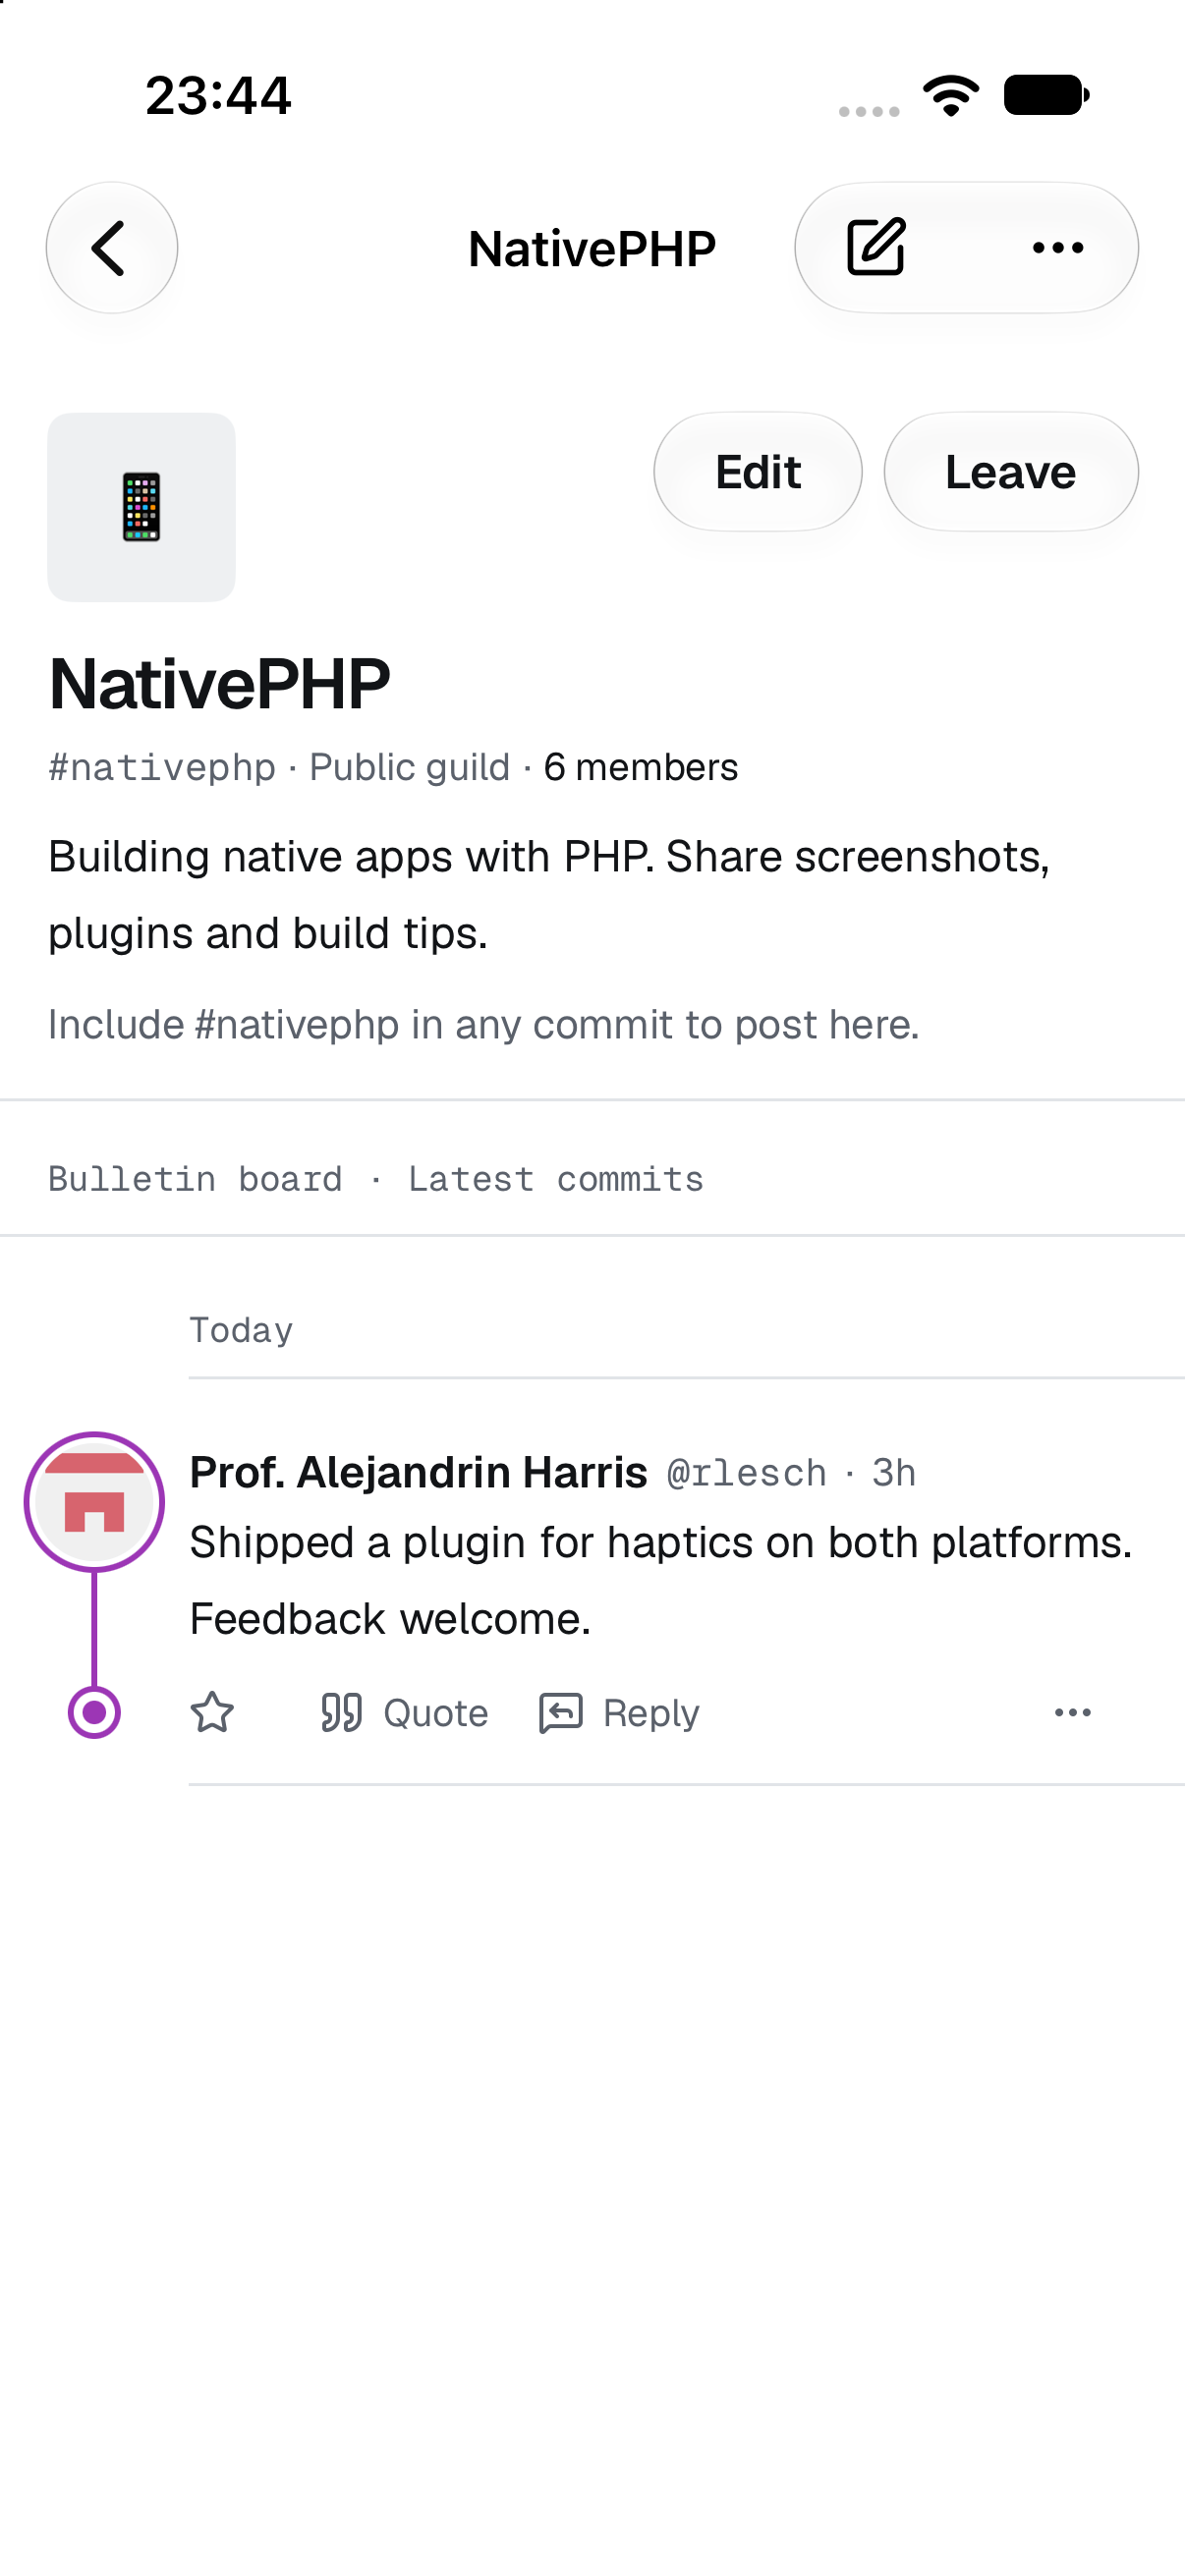 23:44
NativePHP
Edit
Leave
NativePHP
#nativephp · Public guild · 6 members
Building native apps with PHP. Share screenshots,
plugins and build tips.
Include #nativephp in any commit to post here.
Bulletin board · Latest commits
Today
Prof. Alejandrin Harris @rlesch · 3h
Shipped a plugin for haptics on both platforms.
Feedback welcome.
Quote
Reply